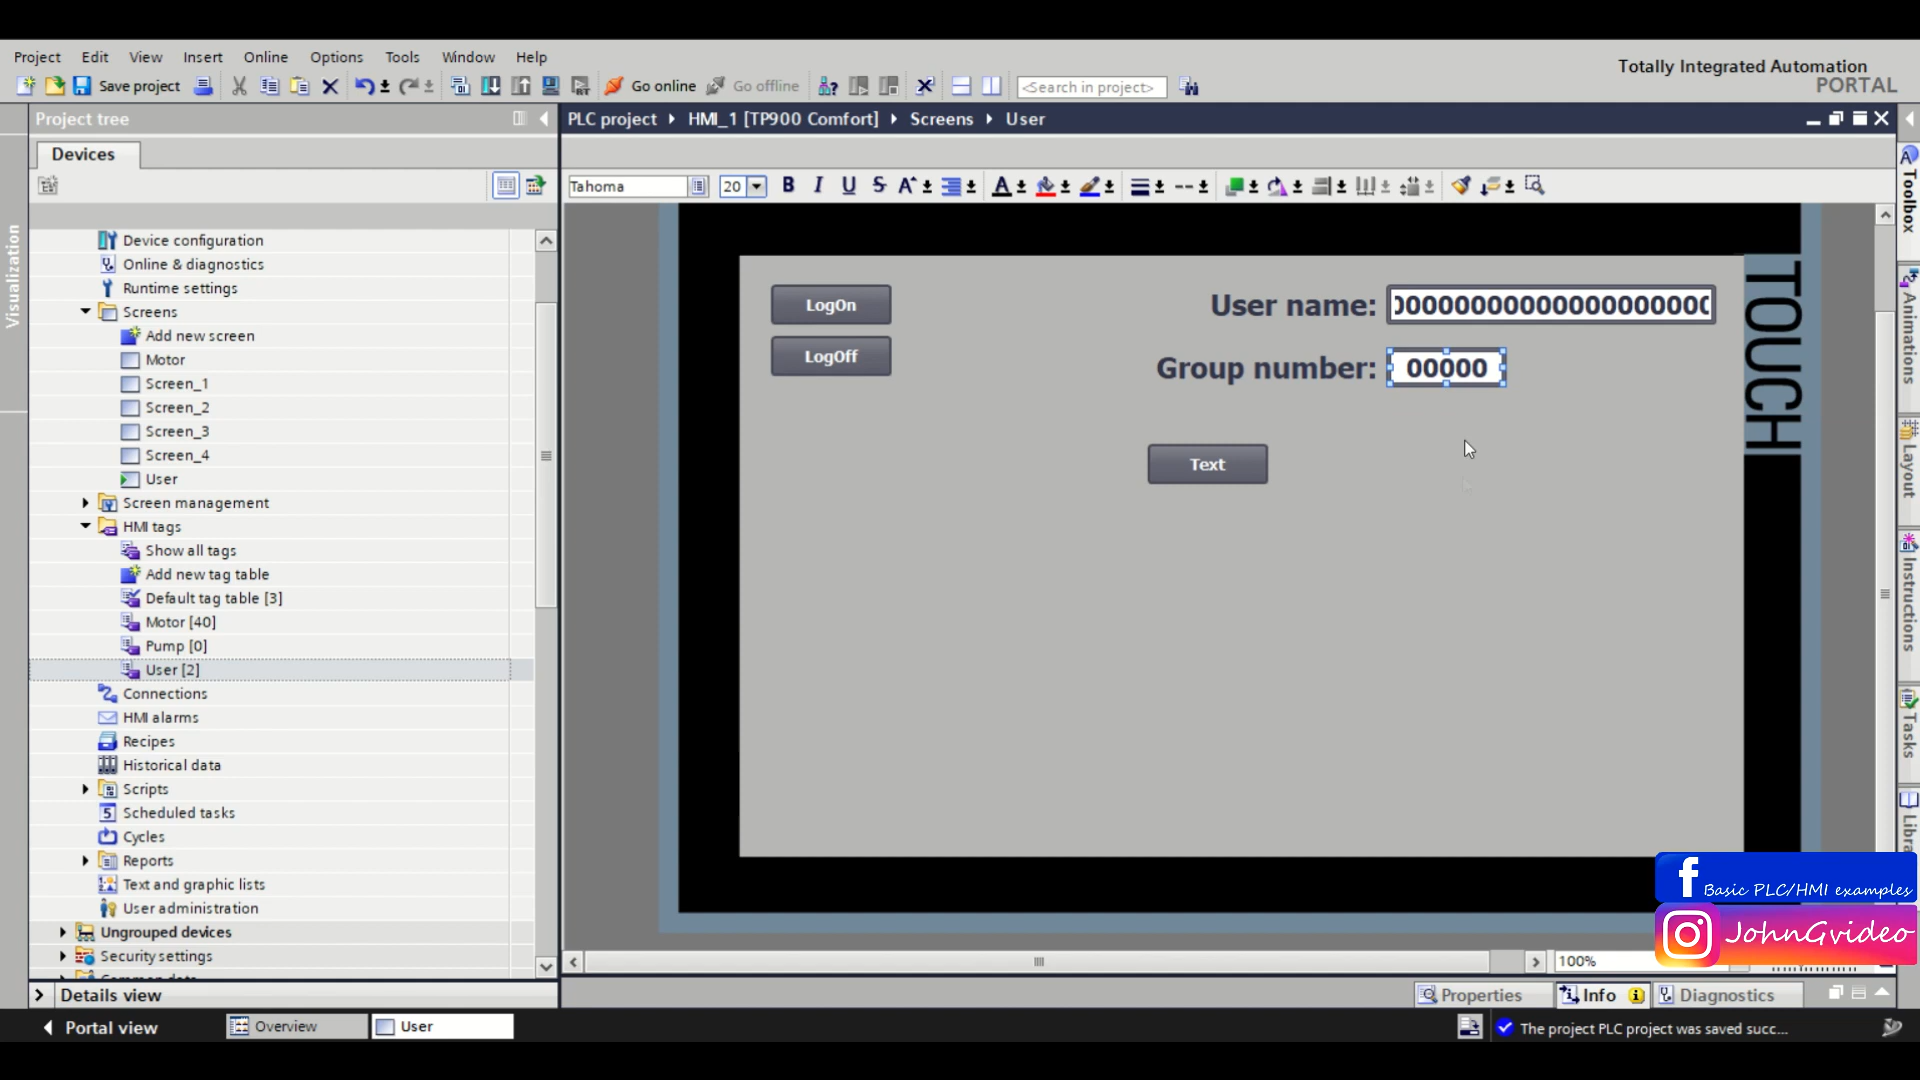 Project Edit View Insert Online Options Tools Window Help
Totally Integrated Automation
PORTAL
Save project
Go online
Go offline
<Search in project>
Project tree
PLC project HMI_1 [TP900 Comfort] Screens User
Devices
Tahoma
20
B I U S A A
Visualization
Device configuration
Online & diagnostics
Runtime settings
Screens
Add new screen
Motor
Screen_1
Screen_2
Screen_3
Screen_4
User
Screen management
HMI tags
Show all tags
Add new tag table
Default tag table [3]
Motor [40]
Pump [0]
User [2]
Connections
HMI alarms
Recipes
Historical data
Scripts
Scheduled tasks
Cycles
Reports
Text and graphic lists
User administration
Ungrouped devices
Security settings
Details view
LogOn
LogOff
User name:
Group number: 00000
Text
TOUCH
Toolbox
Animations
Layout
Instructions
Tasks
Basic PLC/HMI examples
JohnGvideo
100%
Properties Info Diagnostics
Portal view Overview User
The project PLC project was saved succ...